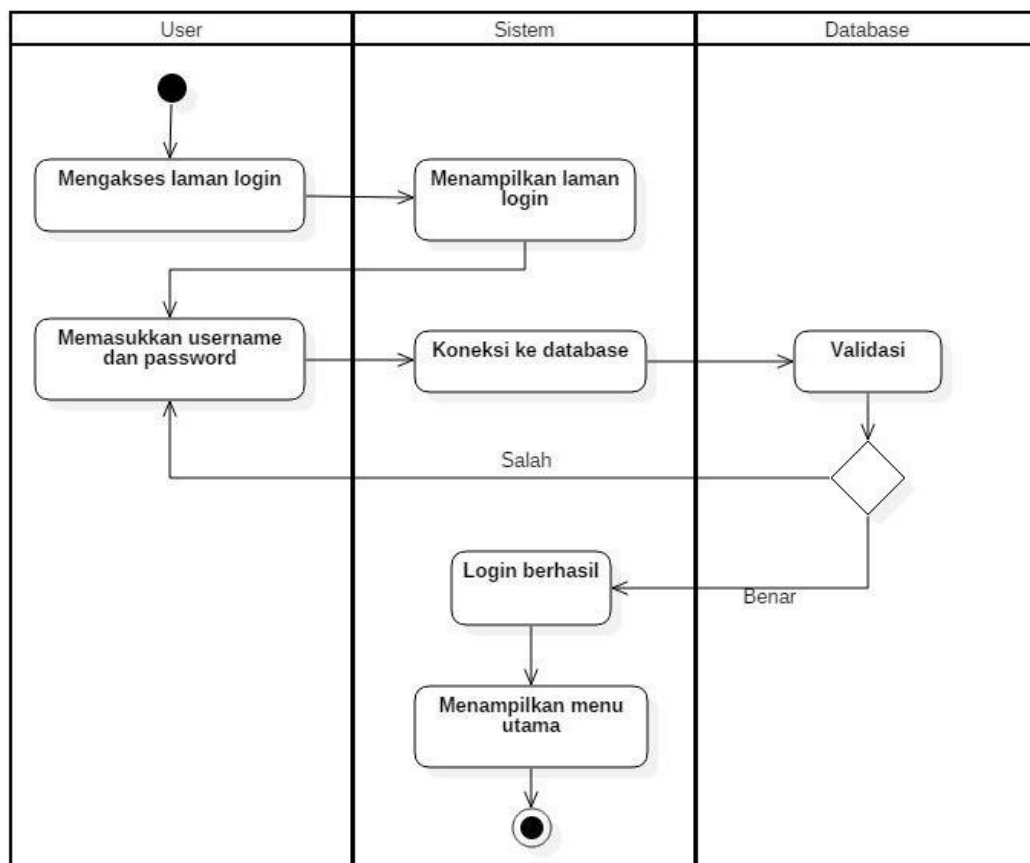 User
Sistem
Database
Mengakses laman login
Menampilkan laman
login
Memasukkan username
dan password
Koneksi ke database
Validasi
Salah
Login berhasil
Benar
Menampilkan menu
utama